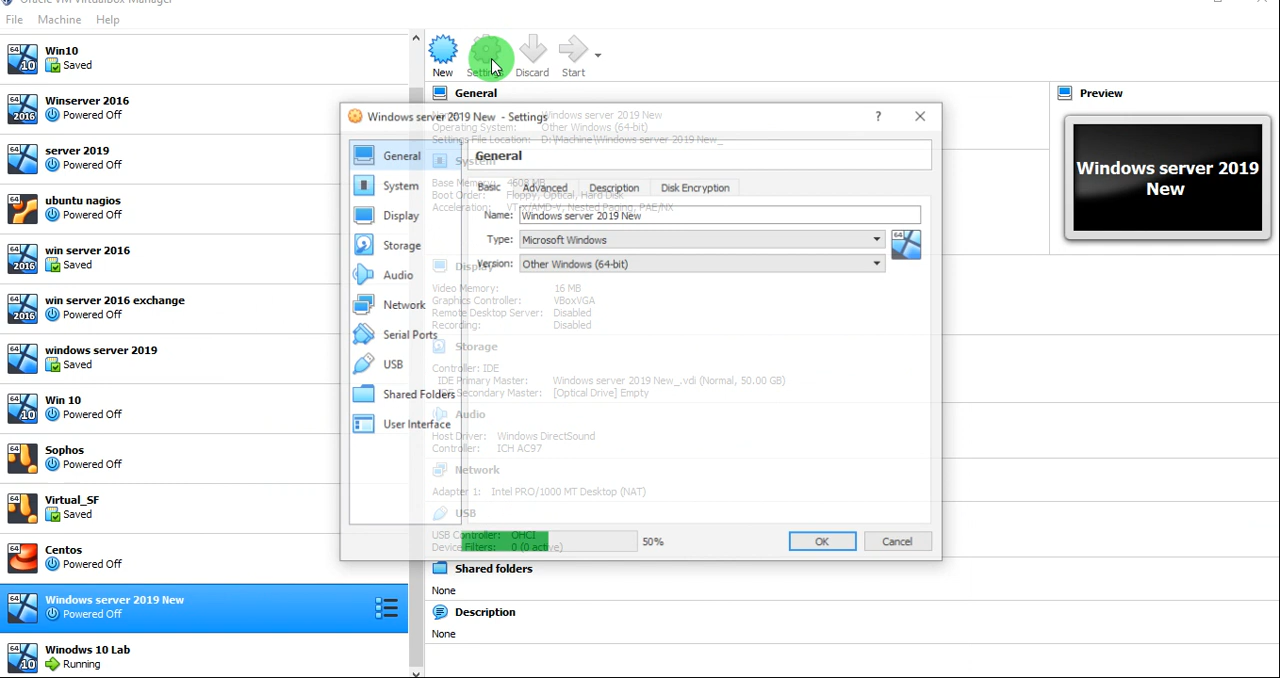 Oracle VM VirtualBox Manager
File Machine Help
Win10
Saved
Winserver 2016
Powered Off
server 2019
Powered Off
ubuntu nagios
Powered Off
win server 2016
Saved
win server 2016 exchange
Powered Off
windows server 2019
Saved
Win 10
Powered Off
Sophos
Powered Off
Virtual_SF
Saved
Centos
Powered Off
Windows server 2019 New
Powered Off
Winodws 10 Lab
Running
New Settings Discard Start
General
Windows server 2019 New
Operating System: Other Windows (64-bit)
Settings File Location: D:\Machine\Windows server 2019 New_
System
Base Memory: 4608 MB
Boot Order: Floppy, Optical, Hard Disk
Acceleration: VT-x/AMD-V, Nested Paging, PAE/NX
Display
Video Memory: 16 MB
Graphics Controller: VBoxVGA
Remote Desktop Server: Disabled
Recording: Disabled
Storage
Controller: IDE
IDE Primary Master: Windows server 2019 New_.vdi (Normal, 50.00 GB)
IDE Secondary Master: [Optical Drive] Empty
Audio
Host Driver: Windows DirectSound
Controller: ICH AC97
Network
Adapter 1: Intel PRO/1000 MT Desktop (NAT)
USB
USB Controller: OHCI
Device Filters: 0 (0 active)
Shared folders
None
Description
None
Windows server 2019 New - Settings
?
General
System
Display
Storage
Audio
Network
Serial Ports
USB
Shared Folders
User Interface
General
Basic Advanced Description Disk Encryption
Name: Windows server 2019 New
Type: Microsoft Windows
Version: Other Windows (64-bit)
50%
OK Cancel
Preview
Windows server 2019
New